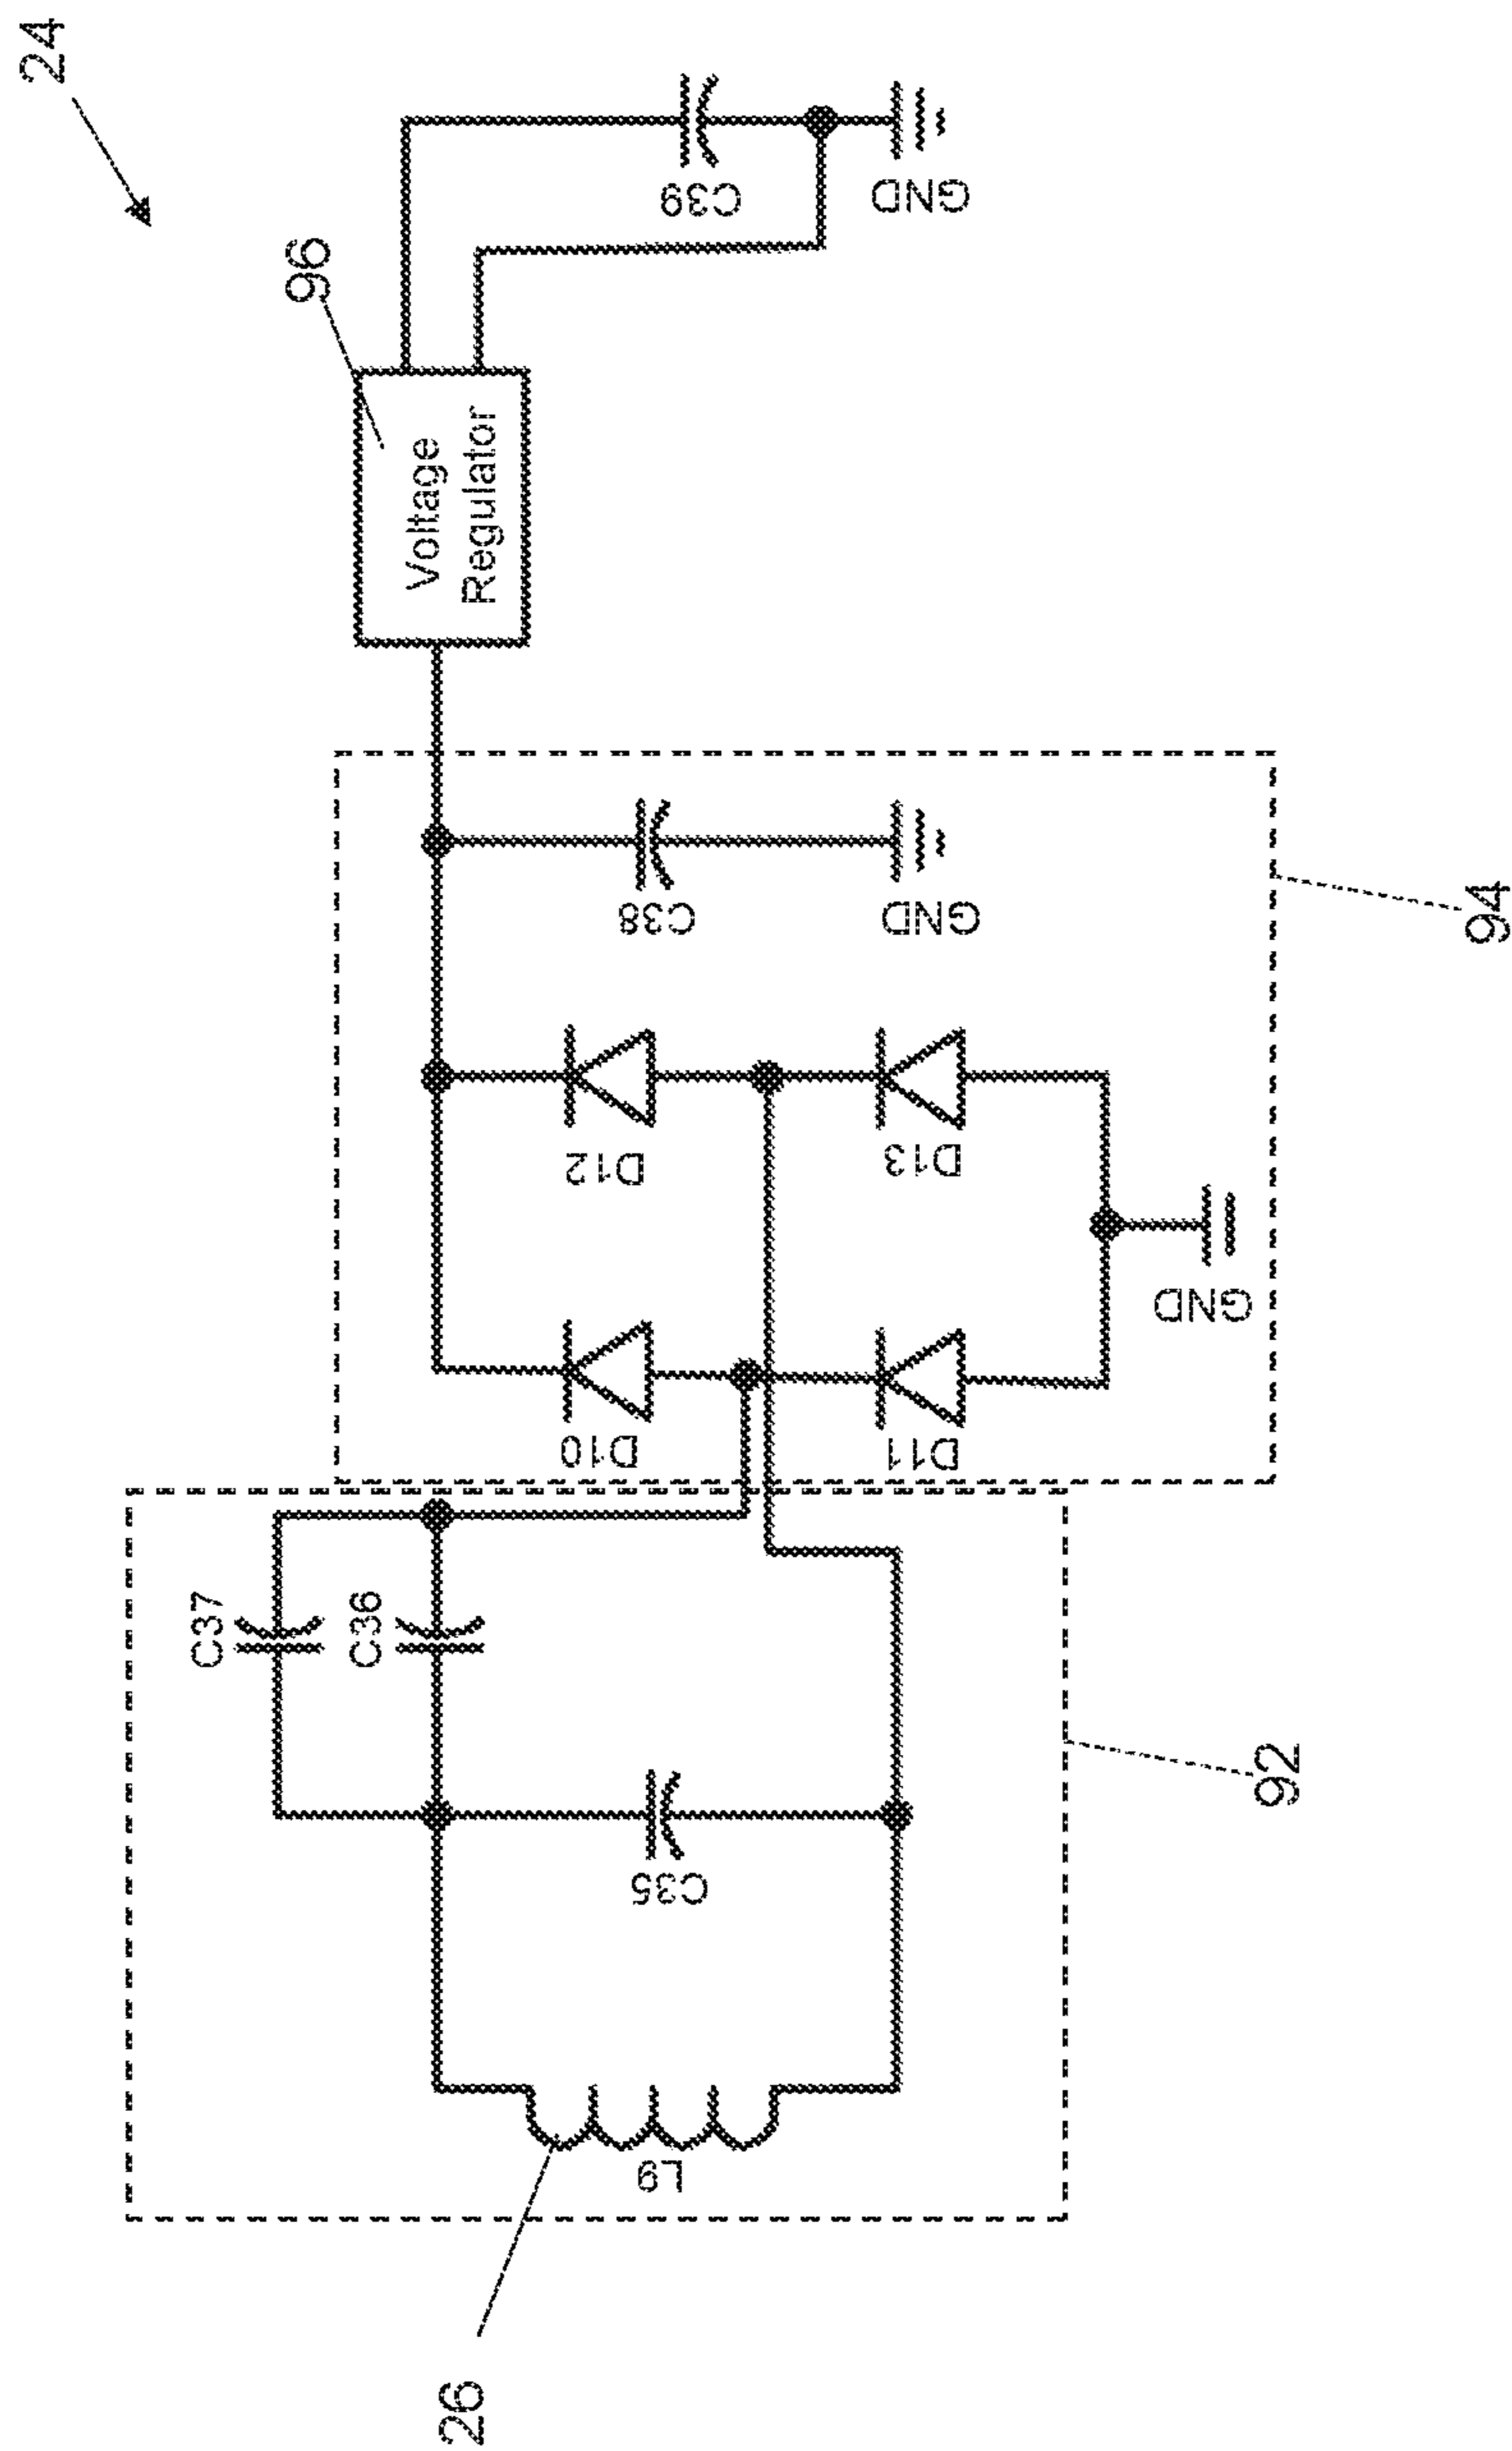 24
96
Voltage
Regulator
C39
GND
C38
GND
94
D12
D13
D10
D11
GND
C37
C36
C35
92
L9
26